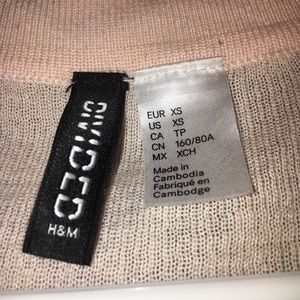 DIVIDED
H&M
EUR XS
US XS
CA TP
CN 160/80A
MX XCH
Made in
Cambodia
Fabriqué en
Cambodge